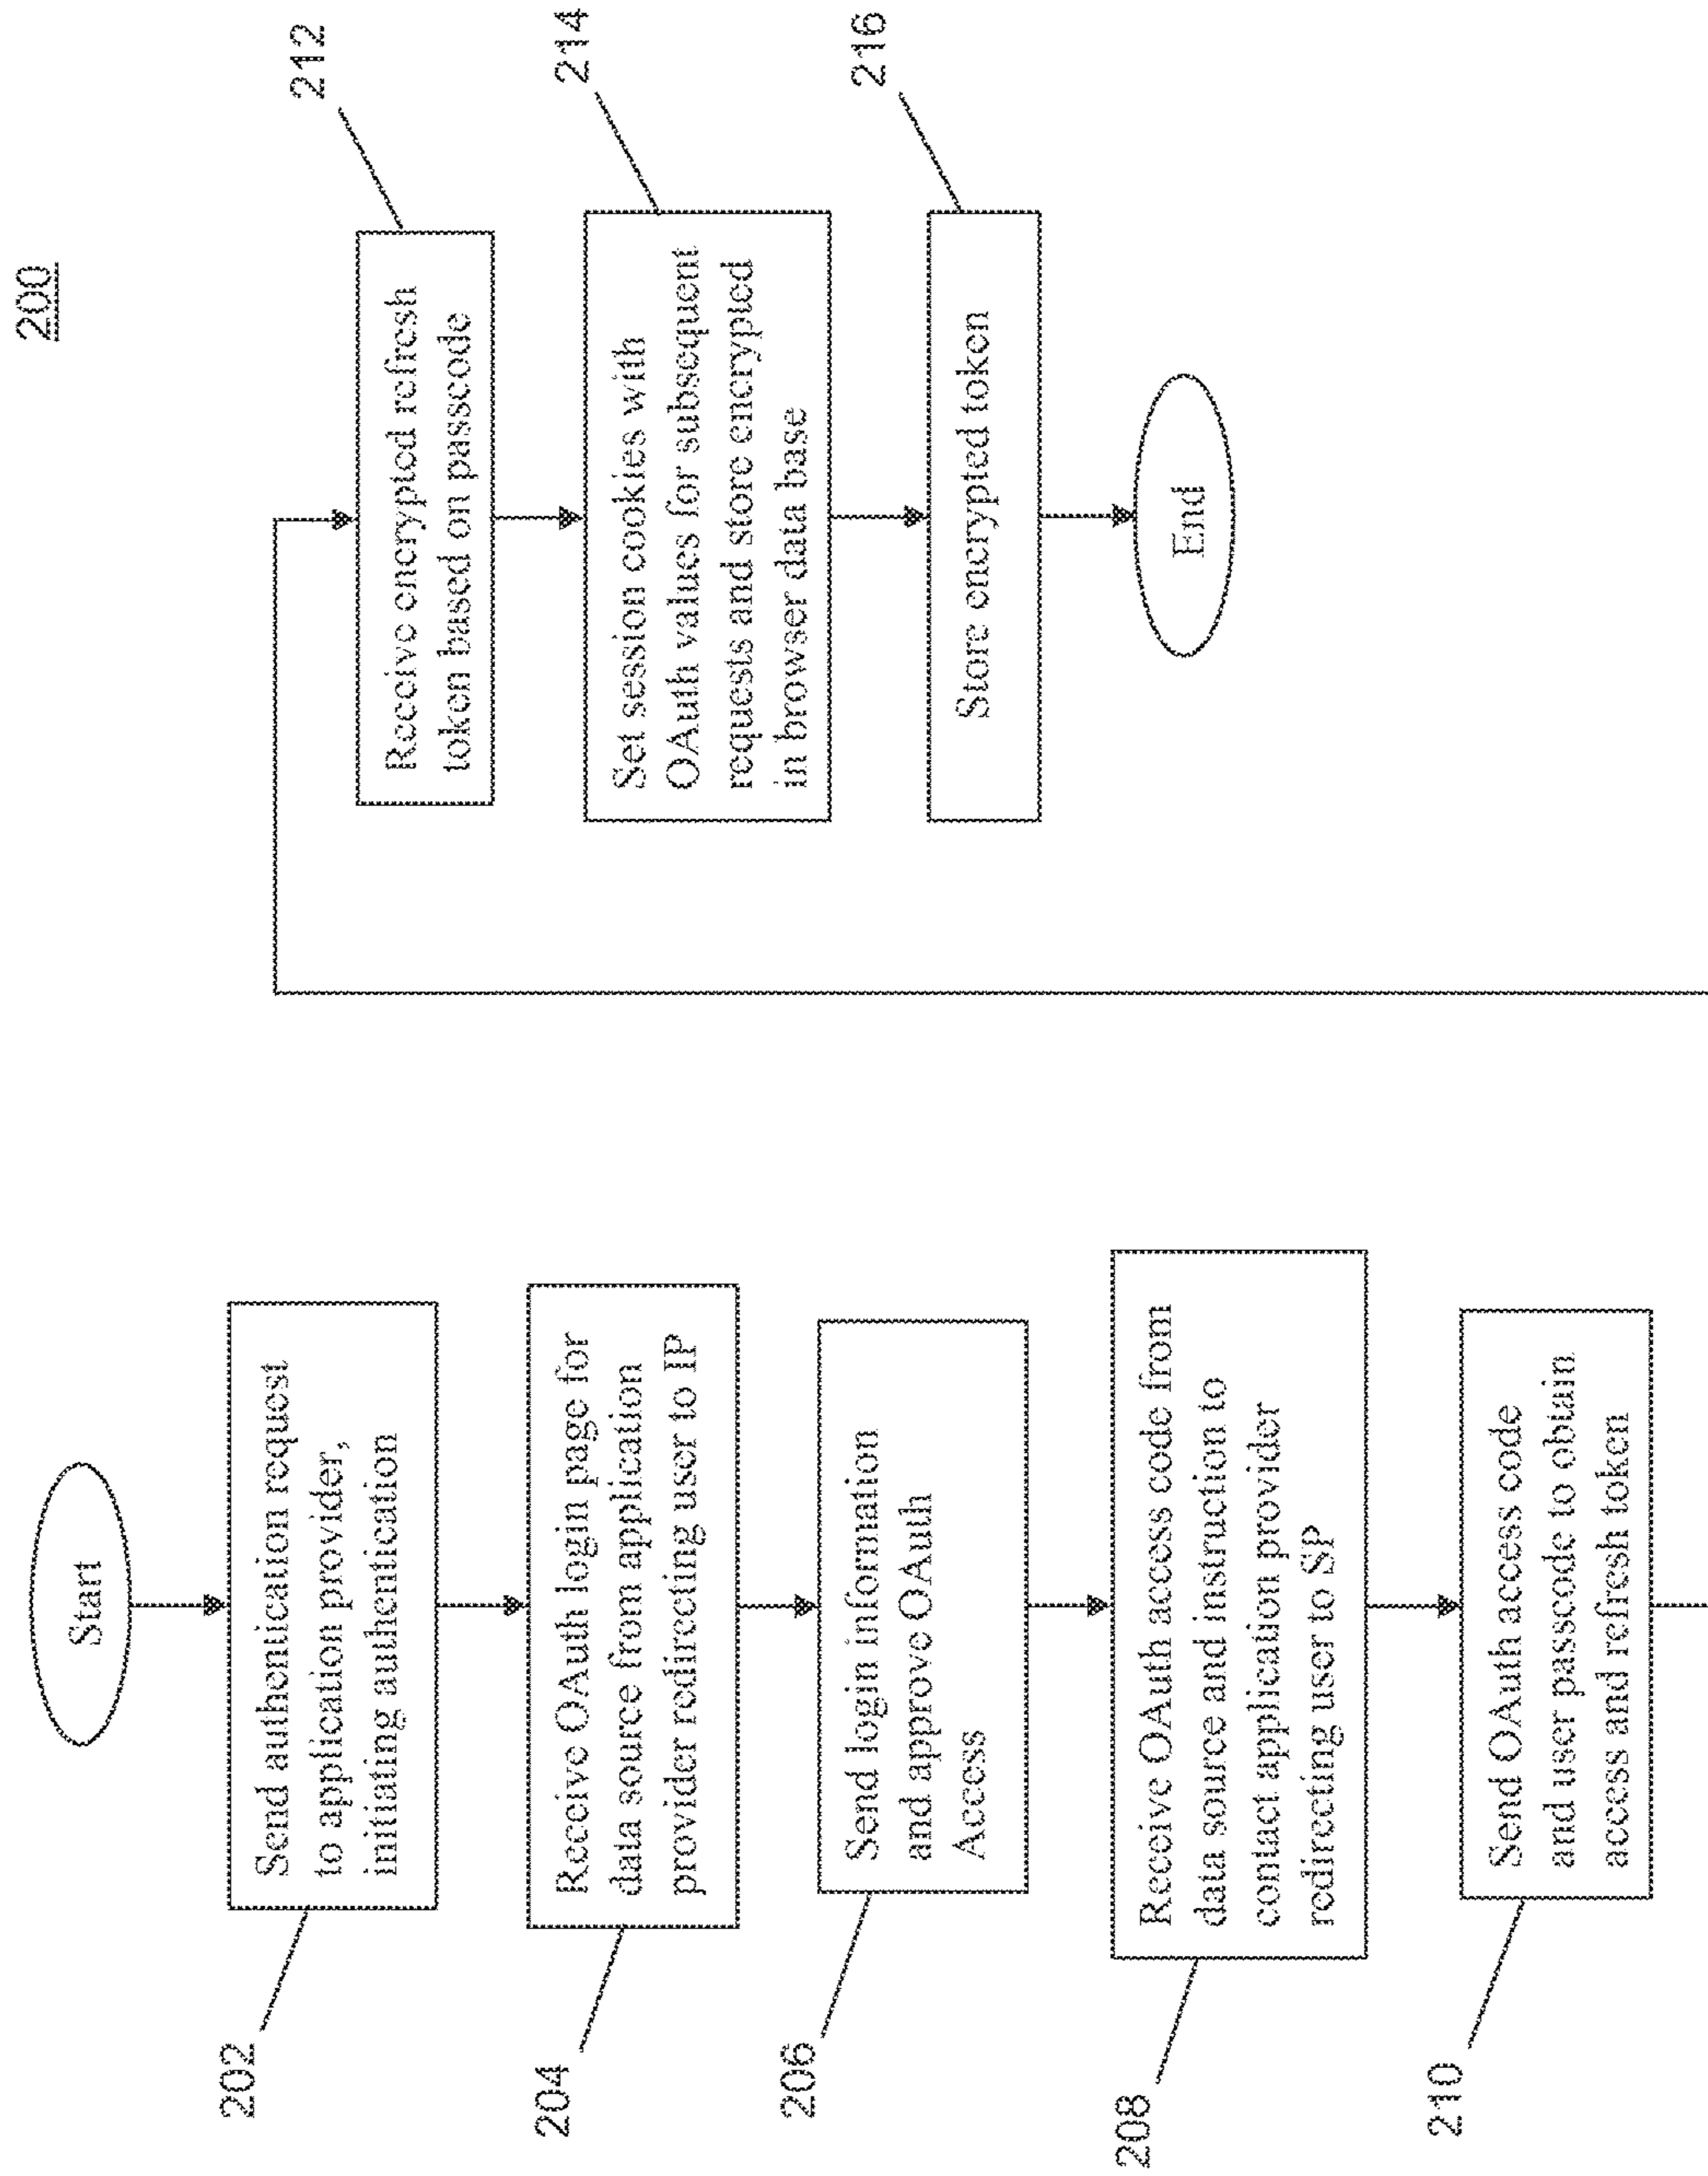 200
Start
202
Send authentication request
to application provider,
initiating authentication
204
Receive OAuth login page for
data source from application
provider redirecting user to IP
206
Send login information
and approve OAuth
Access
208
Receive OAuth access code from
data source and instruction to
contact application provider
redirecting user to SP
210
Send OAuth access code
and user passcode to obtain
access and refresh token
212
Receive encrypted refresh
token based on passcode
214
Set session cookies with
OAuth values for subsequent
requests and store encrypted
in browser data base
216
Store encrypted token
End